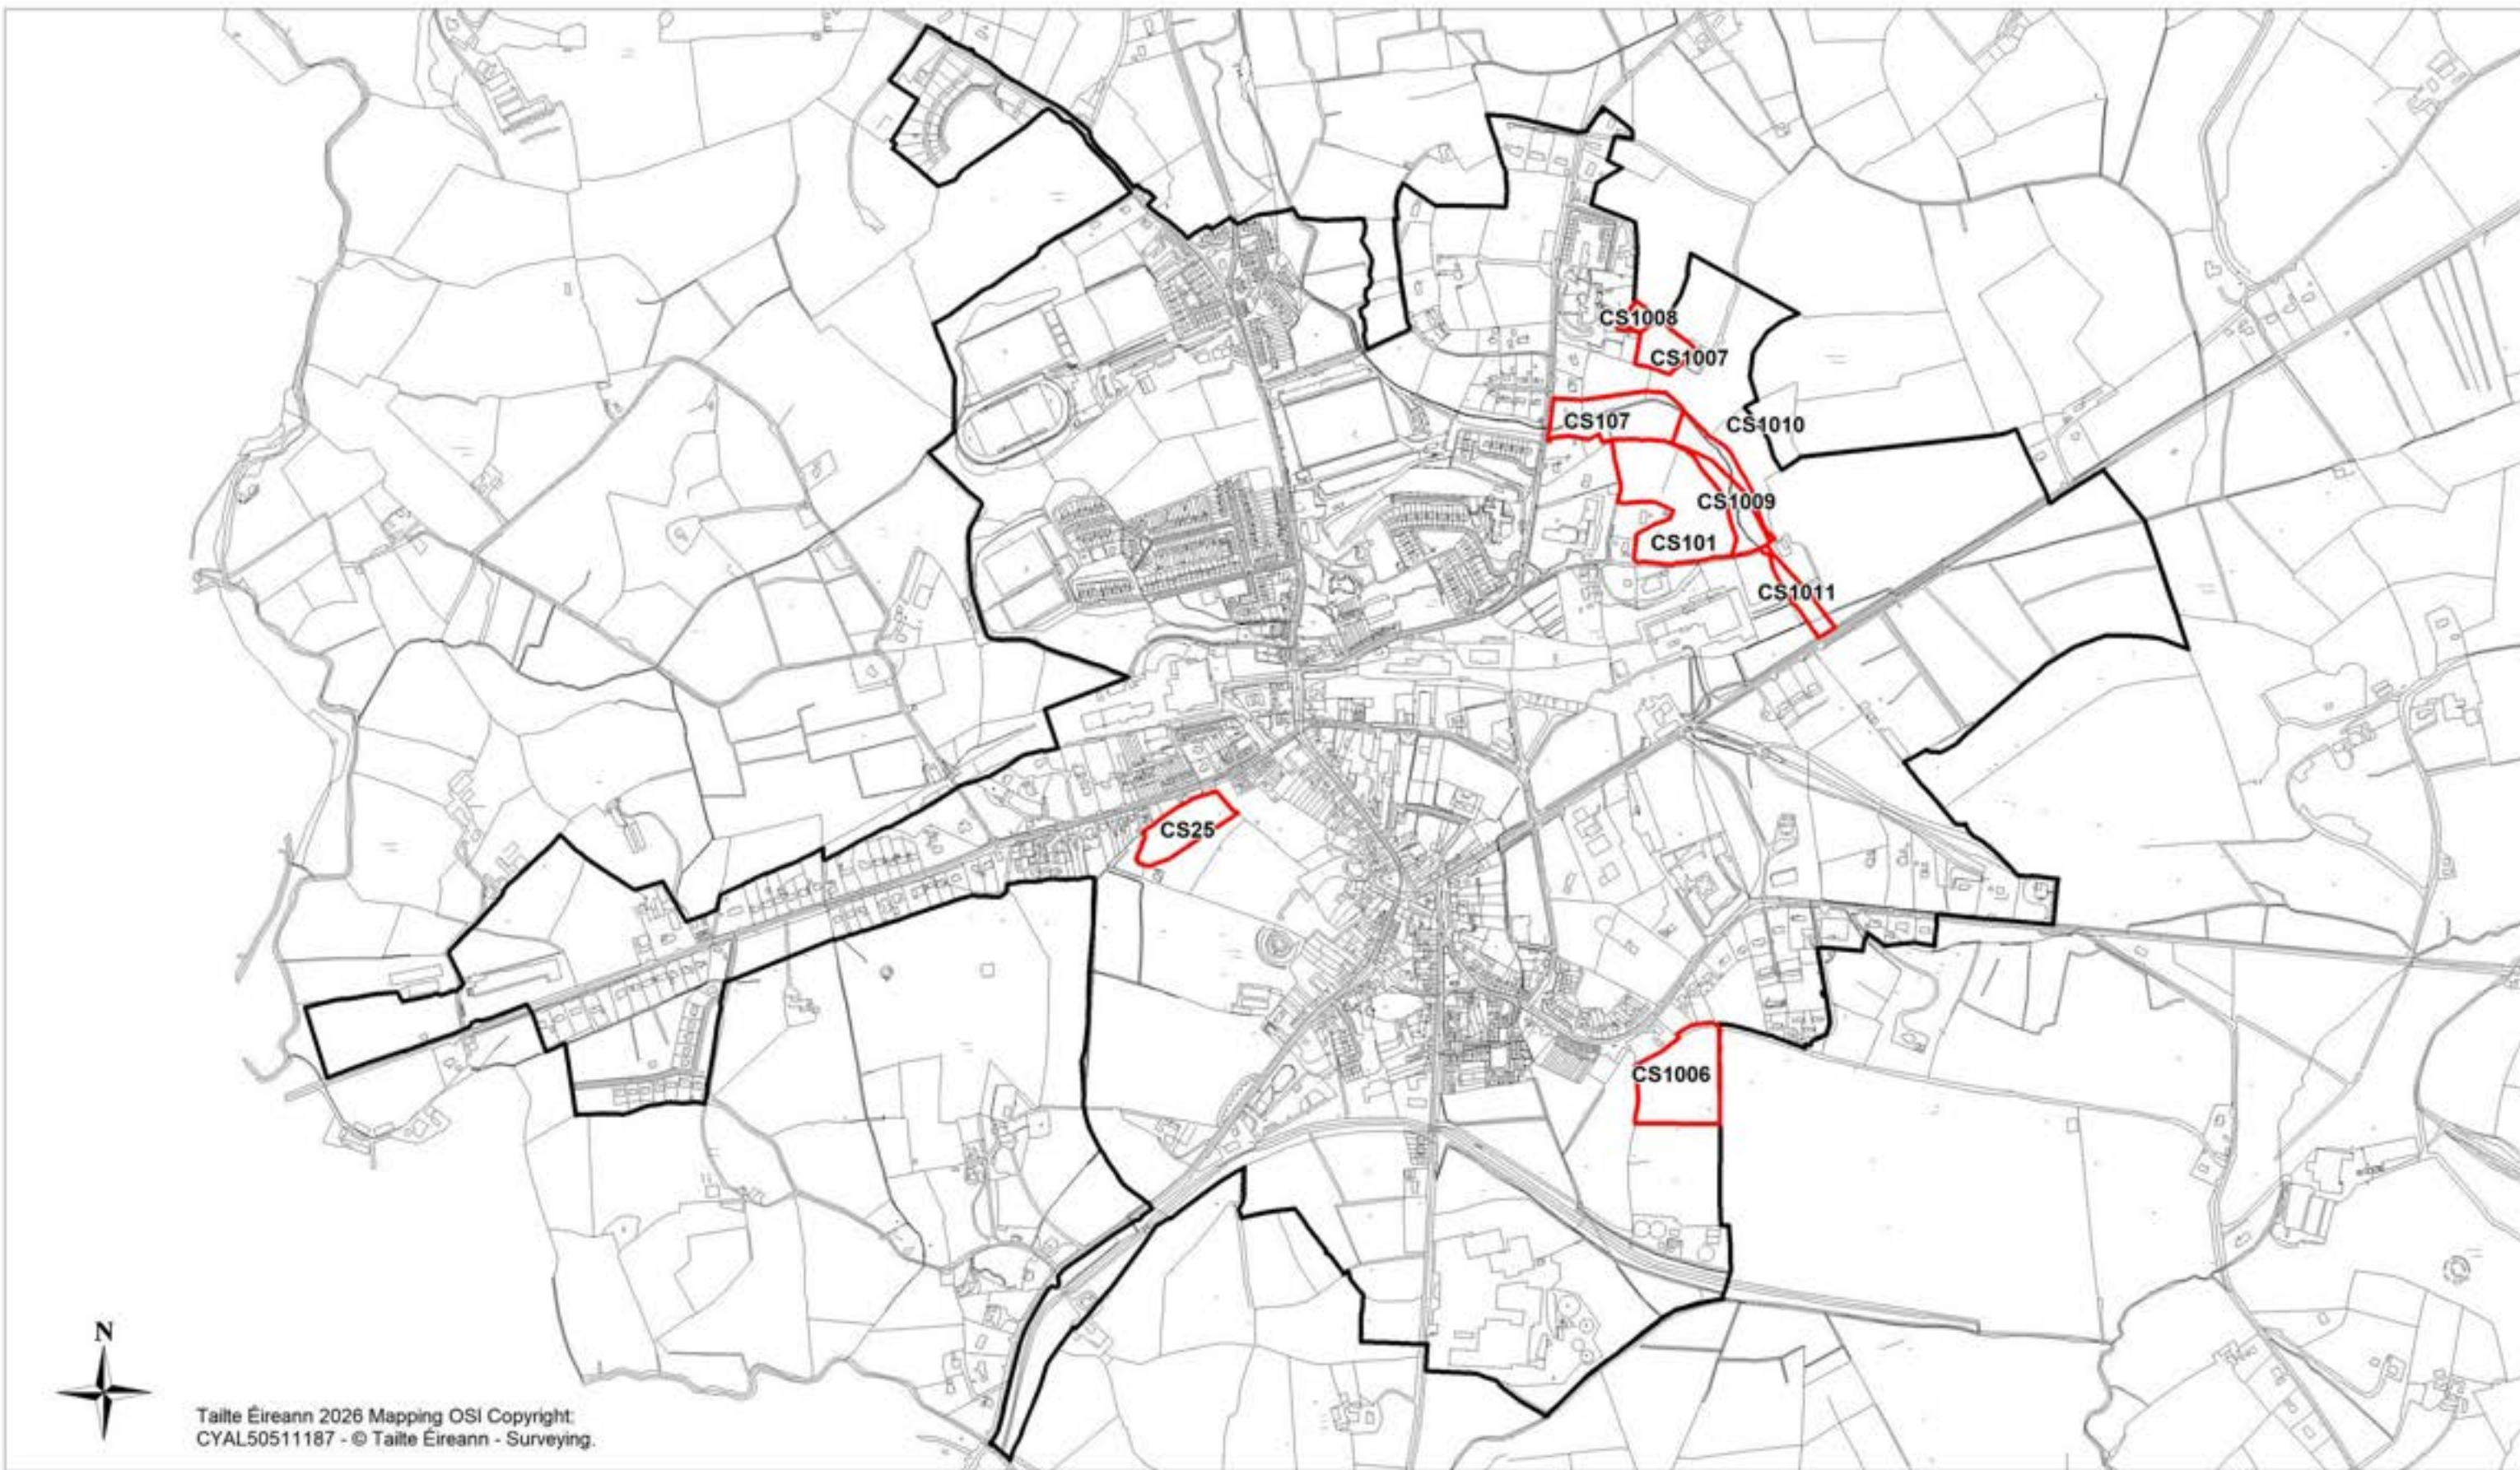 CS1008
CS1007
CS107
CS1010
CS1009
CS101
CS1011
CS25
CS1006
N
Tailte Éireann 2026 Mapping OSI Copyright:
CYAL50511187 - © Tailte Éireann - Surveying.